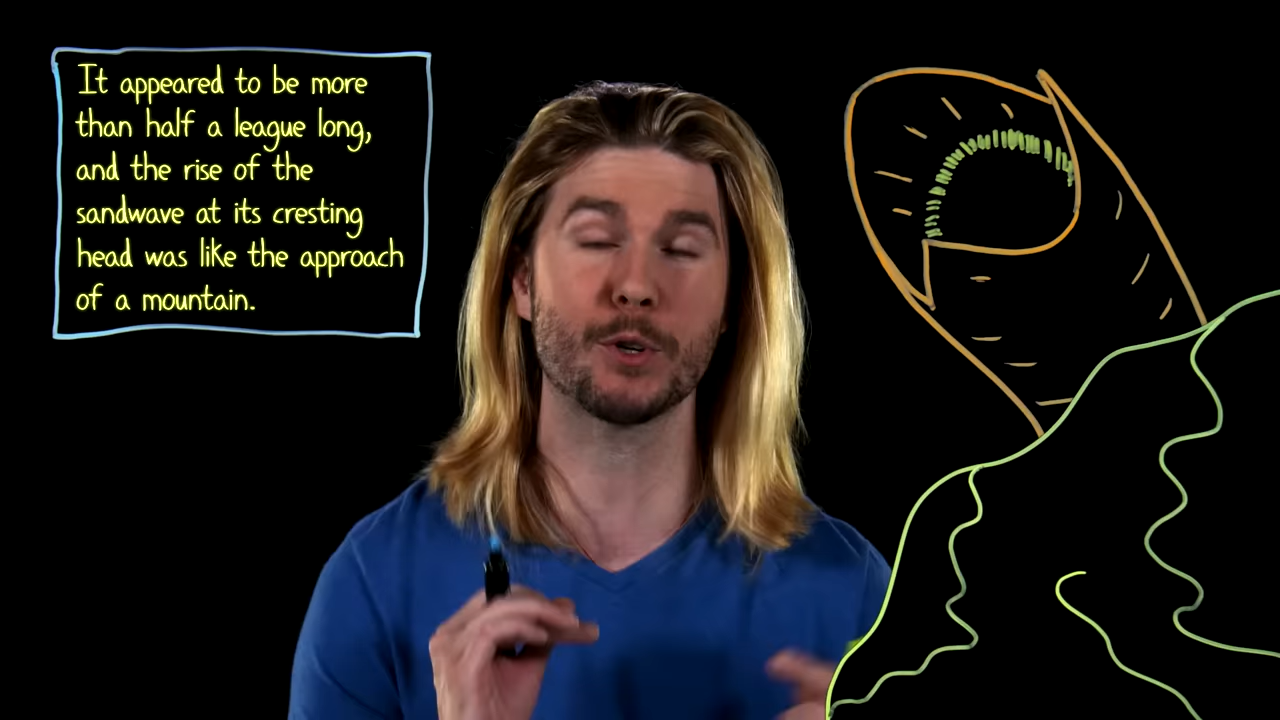 It appeared to be more
than half a league long,
and the rise of the
sandwave at its cresting
head was like the approach
of a mountain.